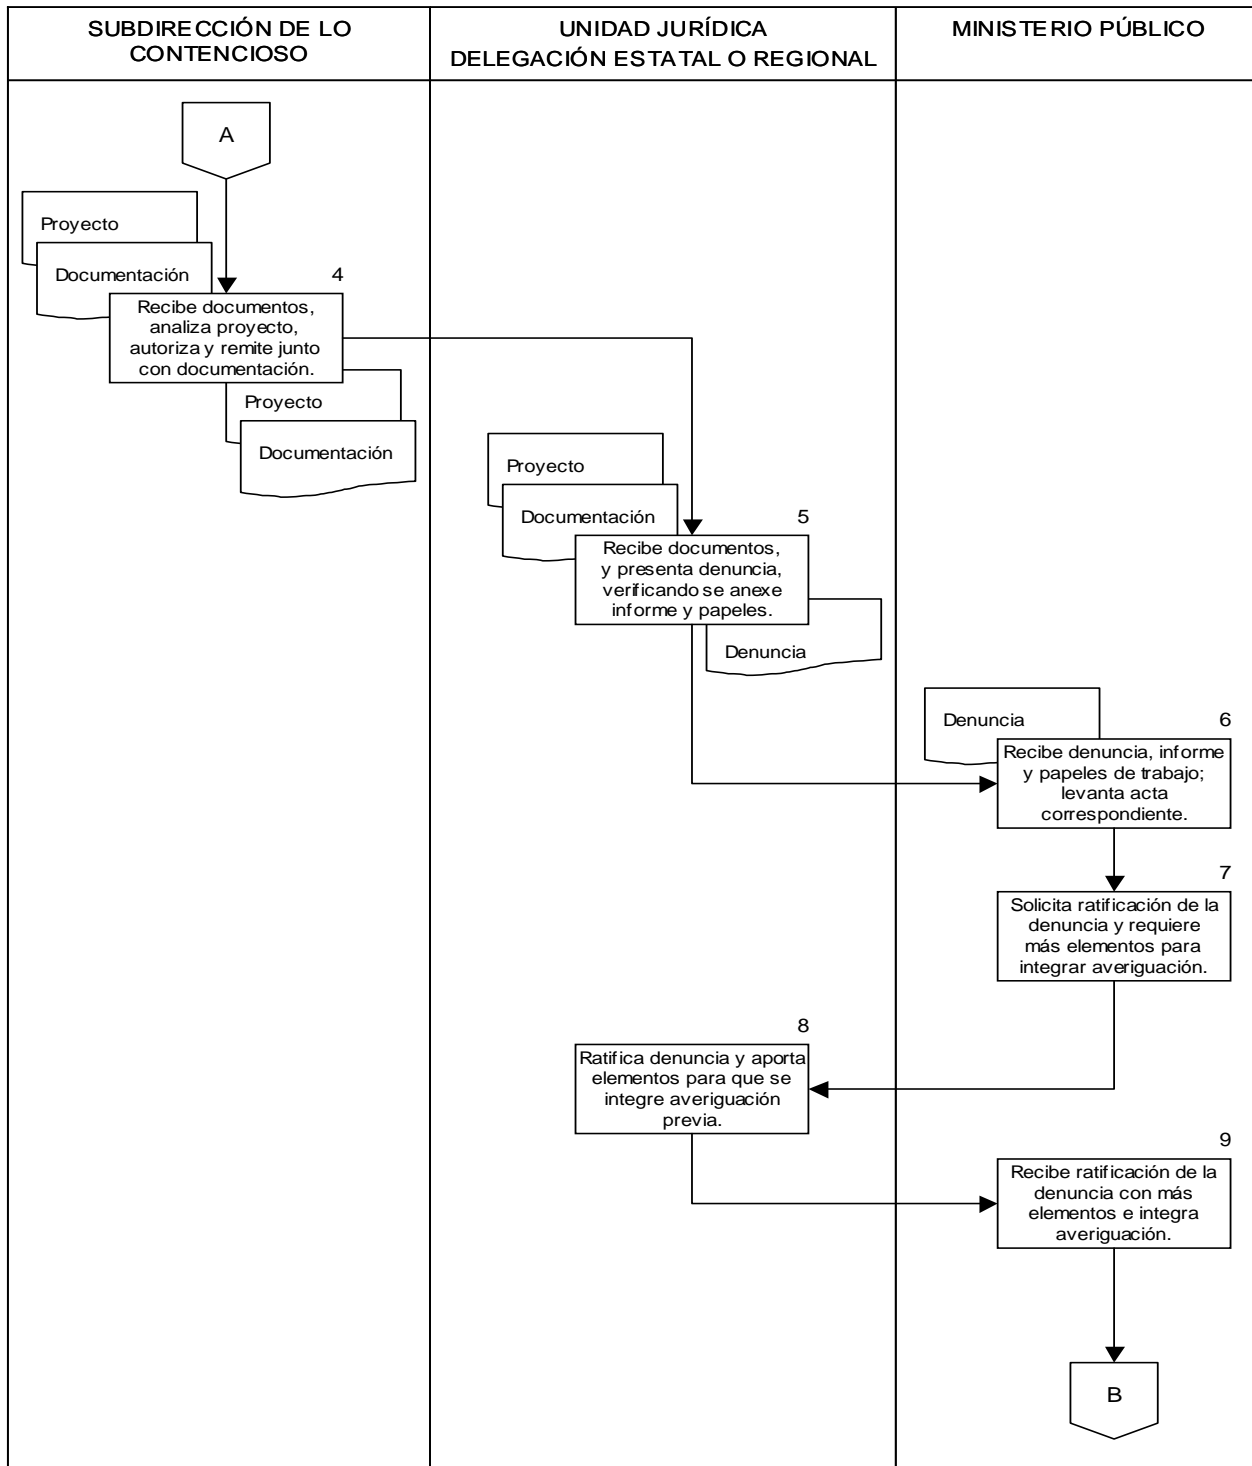 SUBDIRECCIÓN DE LO
CONTENCIOSO
UNIDAD JURÍDICA
DELEGACIÓN ESTATAL O REGIONAL
MINISTERIO PÚBLICO
A
Proyecto
Documentación
4
Recibe documentos,
analiza proyecto,
autoriza y remite junto
con documentación.
Proyecto
Documentación
Proyecto
Documentación
5
Recibe documentos,
y presenta denuncia,
verificando se anexe
informe y papeles.
Denuncia
Denuncia
6
Recibe denuncia, informe
y papeles de trabajo;
levanta acta
correspondiente.
7
Solicita ratificación de la
denuncia y requiere
más elementos para
integrar averiguación.
8
Ratifica denuncia y aporta
elementos para que se
integre averiguación
previa.
9
Recibe ratificación de la
denuncia con más
elementos e integra
averiguación.
B